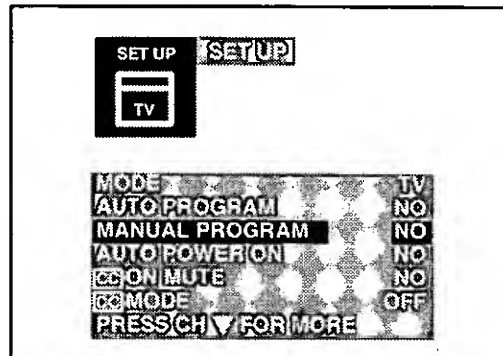 SET UP SET UP
TV
MODE TV
AUTO PROGRAM NO
MANUAL PROGRAM NO
AUTO POWER ON NO
CC ON MUTE NO
CC MODE OFF
PRESS CH ▼ FOR MORE